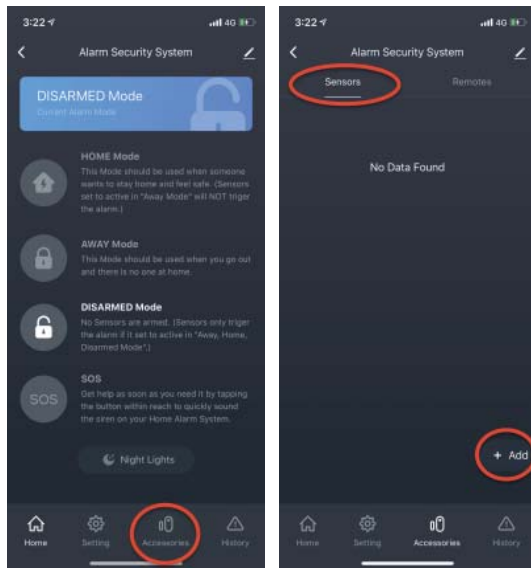 3:22
4G
Alarm Security System
DISARMED Mode
Current Alarm Mode
HOME Mode
This Mode should be used when someone
wants to stay home and feel safe. (Sensors
set to active in "Away Mode" will NOT triger
the alarm.)
AWAY Mode
This Mode should be used when you go out
and there is no one at home.
DISARMED Mode
No Sensors are armed. (Sensors only triger
the alarm if it set to active in "Away, Home,
Disarmed Mode".)
SOS
SOS
Get help as soon as you need it by tapping
the button within reach to quickly sound
the siren on your Home Alarm System.
Night Lights
Home
Setting
Accessories
History
3:22
4G
Alarm Security System
Sensors
Remotes
No Data Found
+ Add
Home
Setting
Accessories
History